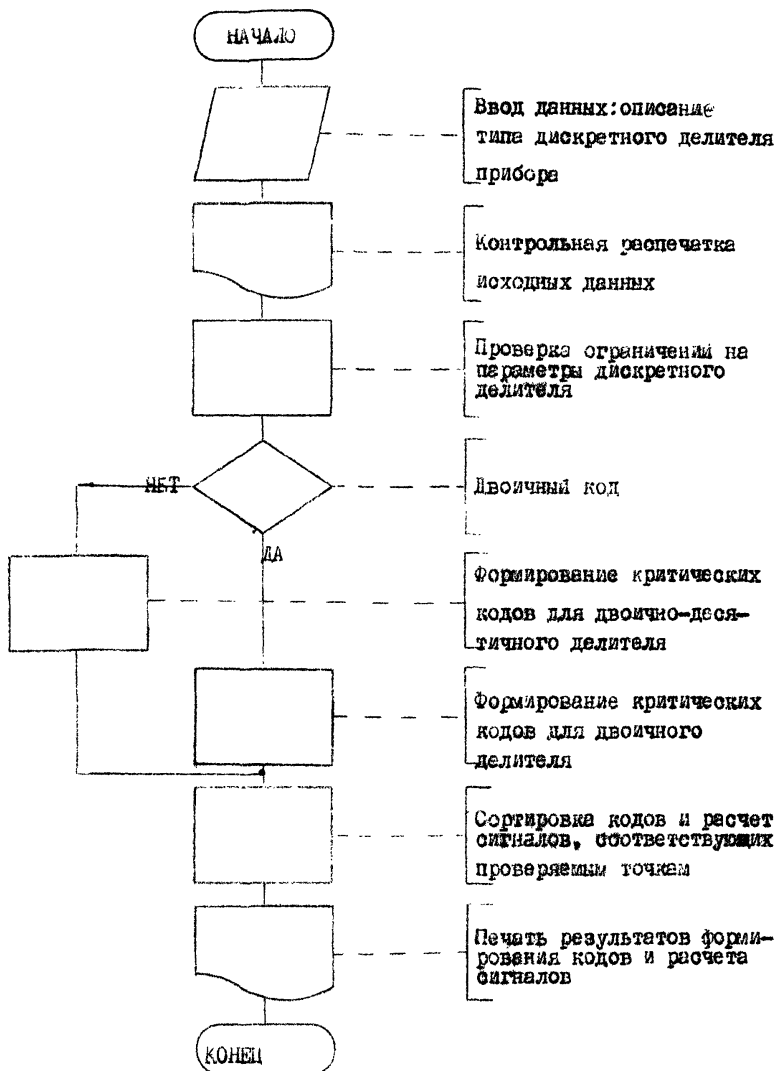 НАЧАЛО
Ввод данных:описание
типа дискретного делителя
прибора
Контрольная распечатка
исходных данных
Проверка ограничений на
параметры дискретного
делителя
НЕТ
Двоичный код
ДА
Формирование критических
кодов для двоично-деся-
тичного делителя
Формирование критических
кодов для двоичного
делителя
Сортировка кодов и расчет
сигналов, соответствующих
проверяемым точкам
Печать результатов форми-
рования кодов и расчета
сигналов
КОНЕЦ